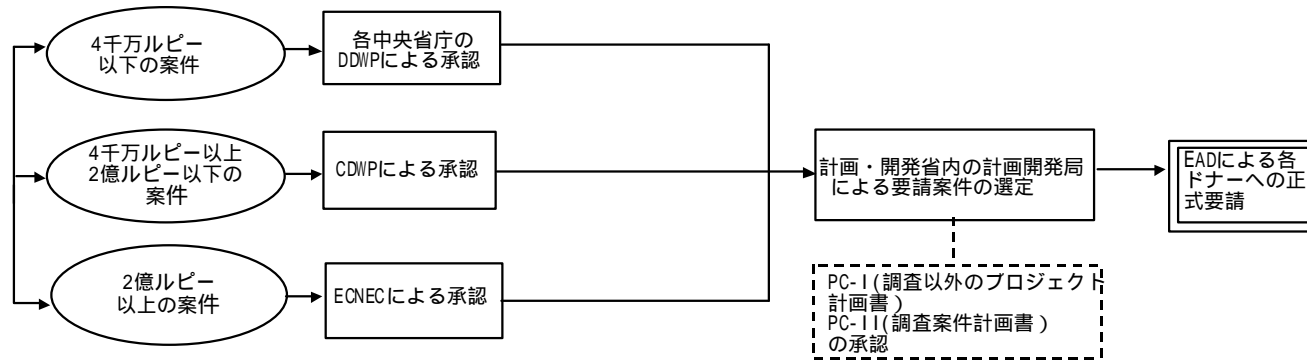 4千万ルピー
以下の案件
各中央省庁の
DDWPによる承認
4千万ルピー以上
2億ルピー以下の
案件
CDWPによる承認
計画・開発省内の計画開発局
による要請案件の選定
EADによる各
ドナーへの正
式要請
2億ルピー
以上の案件
ECNECによる承認
PC-I(調査以外のプロジェクト
計画書)
PC-II(調査案件計画書)
の承認